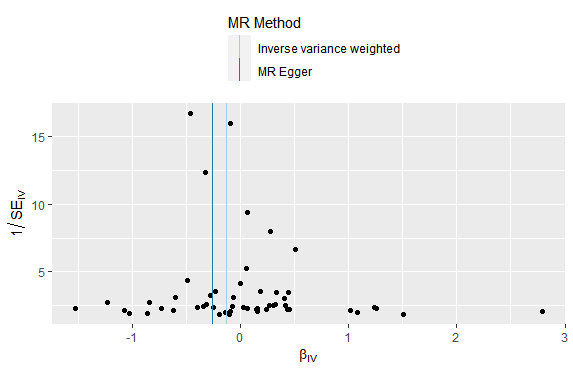 MR Method
Inverse variance weighted
MR Egger
15
10
5
1/ SE_IV
-1 0 1 2 3
β_IV